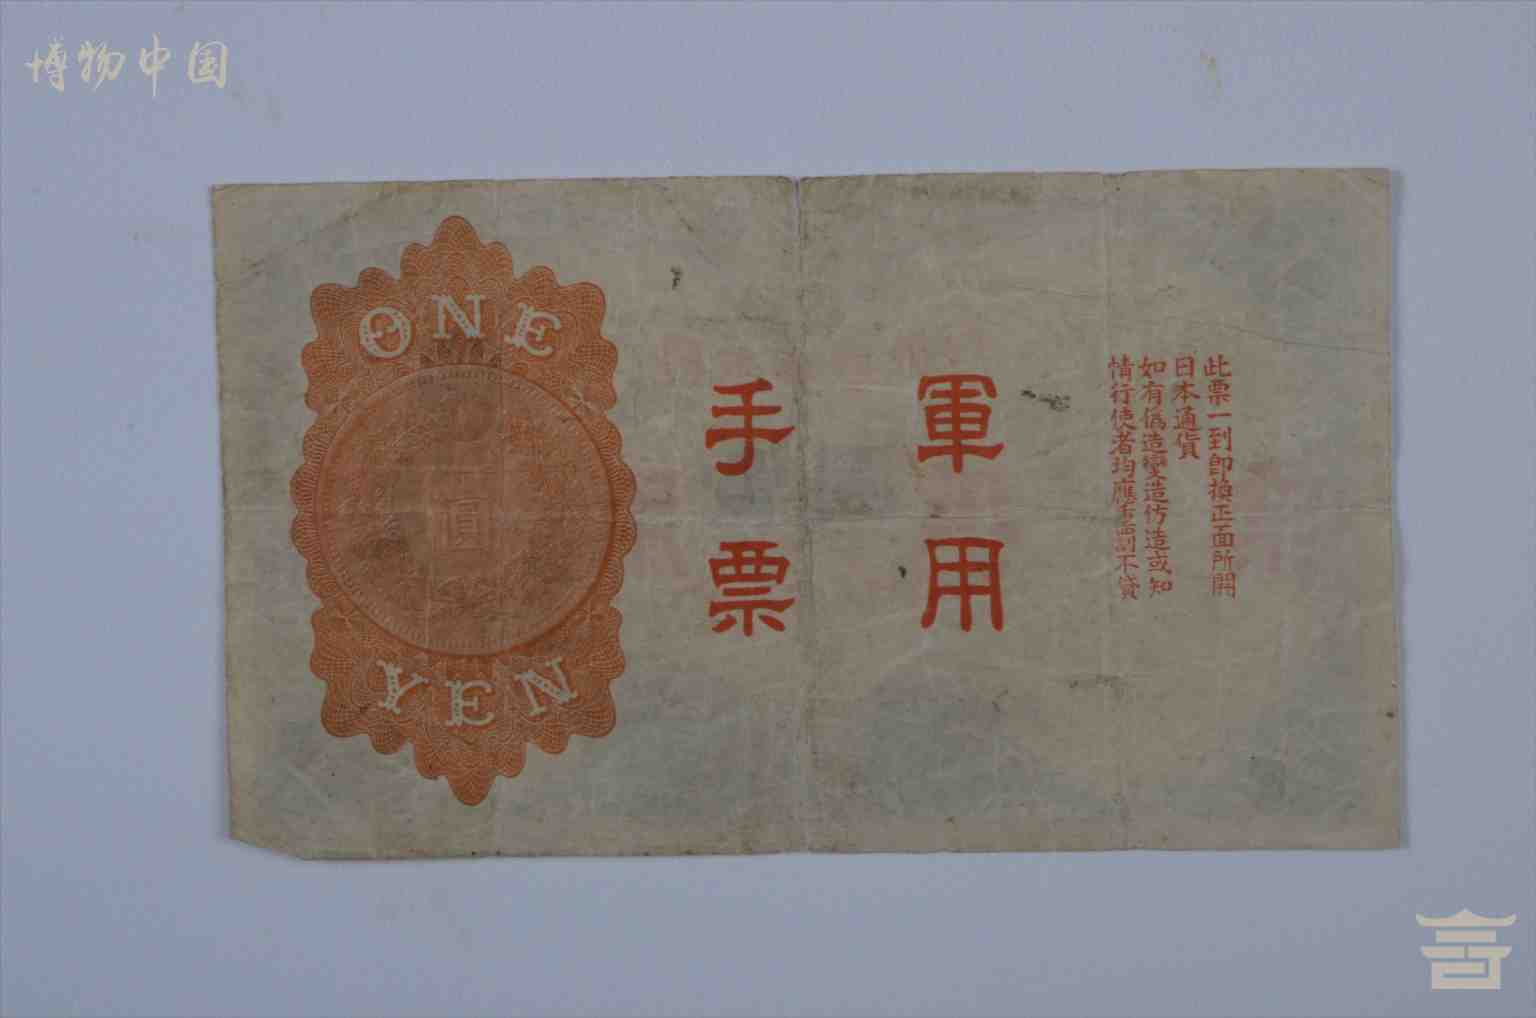 博物中国
此票一到即換正面所開
日本通貨
如有偽造變造仿造或知
情行使者均應重罰不貸
軍用
手票
ONE
圓
YEN